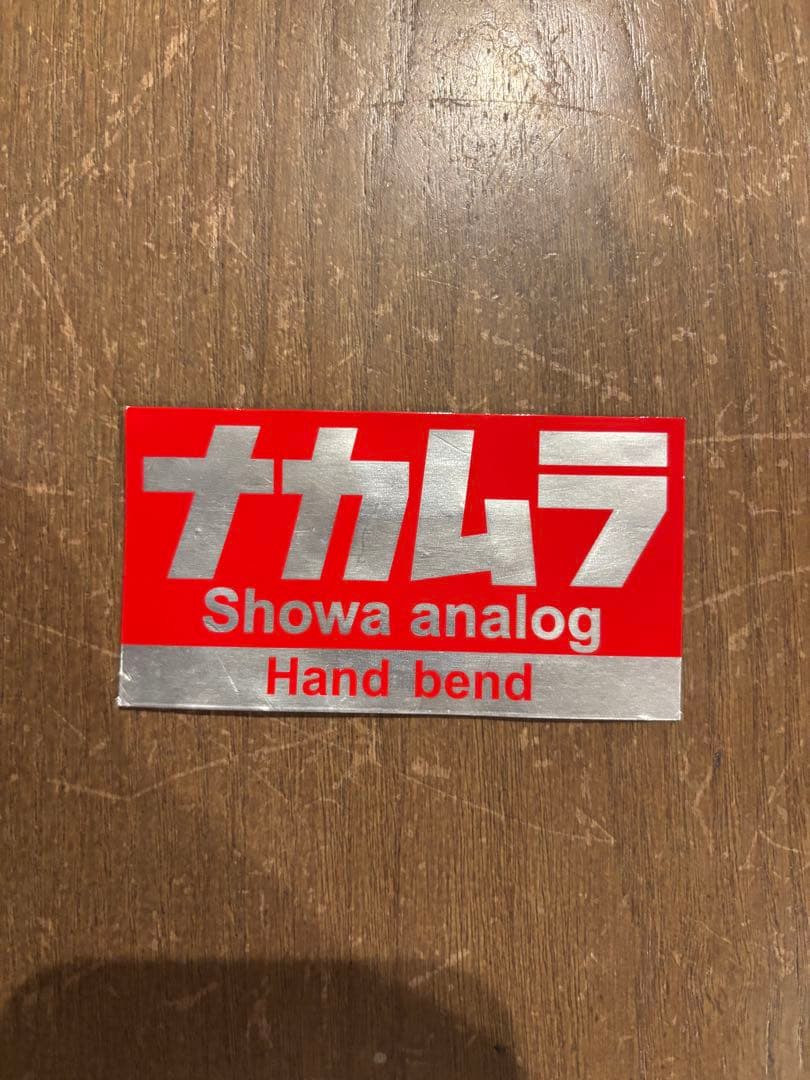 ナカムラ
Showa analog
Hand bend